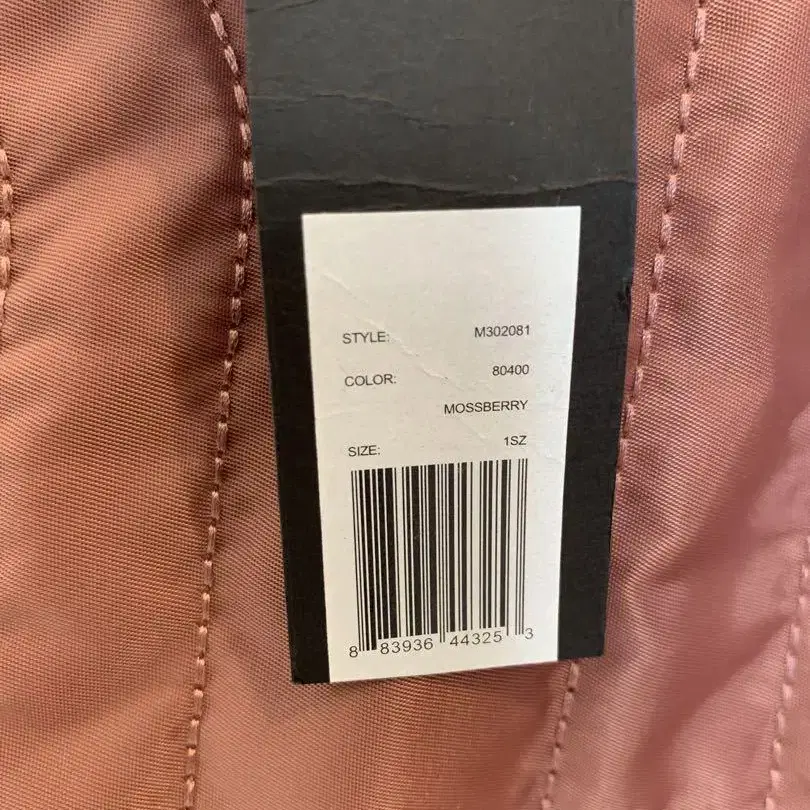 STYLE: M302081
COLOR: 80400
MOSSBERRY
SIZE: 1SZ
8 83936 44325 3